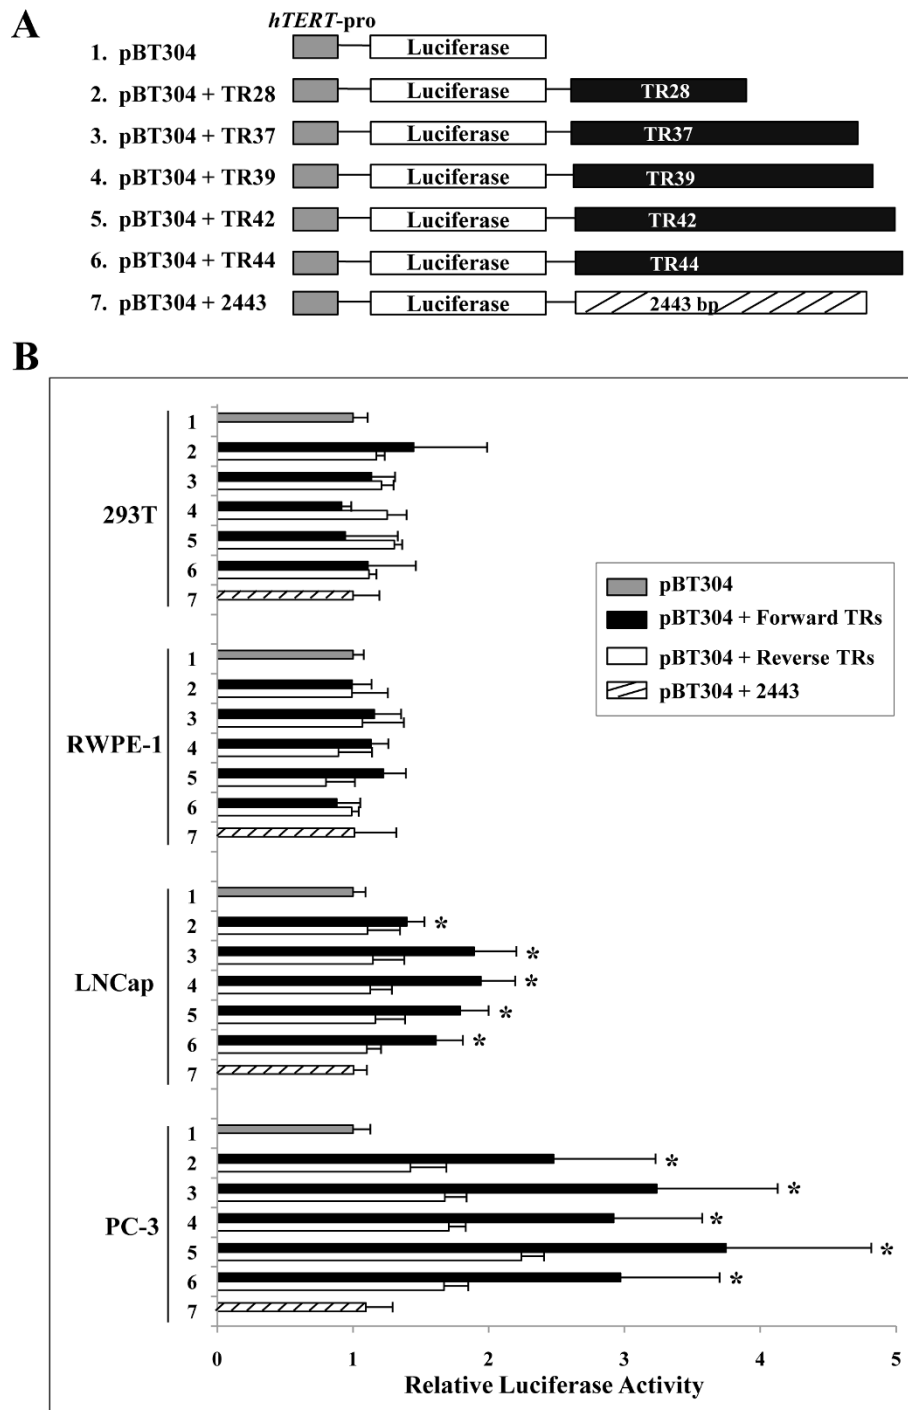 A
hTERT-pro
1. pBT304 Luciferase
2. pBT304 + TR28 Luciferase TR28
3. pBT304 + TR37 Luciferase TR37
4. pBT304 + TR39 Luciferase TR39
5. pBT304 + TR42 Luciferase TR42
6. pBT304 + TR44 Luciferase TR44
7. pBT304 + 2443 Luciferase 2443 bp
B
293T
1
2
3
4
5
6
7
RWPE-1
1
2
3
4
5
6
7
LNCap
1
2 *
3 *
4 *
5 *
6 *
7
PC-3
1
2 *
3 *
4 *
5 *
6 *
7
pBT304
pBT304 + Forward TRs
pBT304 + Reverse TRs
pBT304 + 2443
0 1 2 3 4 5
Relative Luciferase Activity